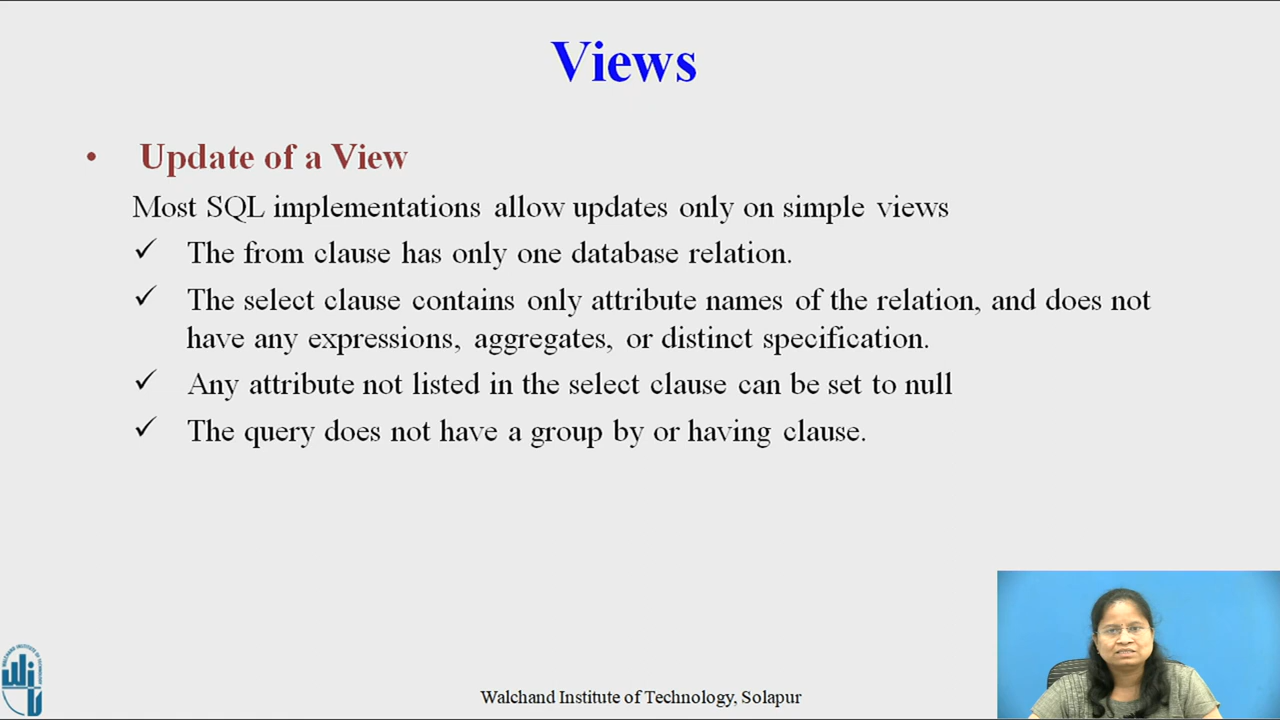 Views
• Update of a View
Most SQL implementations allow updates only on simple views
✓ The from clause has only one database relation.
✓ The select clause contains only attribute names of the relation, and does not
have any expressions, aggregates, or distinct specification.
✓ Any attribute not listed in the select clause can be set to null
✓ The query does not have a group by or having clause.
Walchand Institute of Technology, Solapur